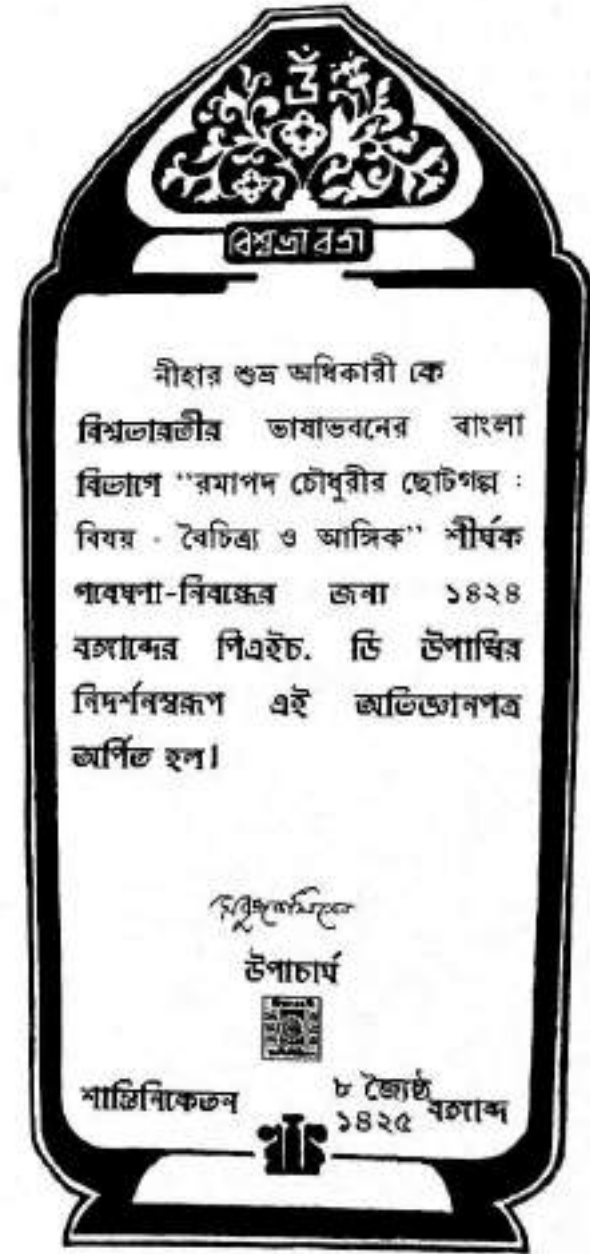 ওঁ
বিশ্বভারতী
নীহার শুভ্র অধিকারী কে
বিশ্বভারতীর ভাষাভবনের বাংলা
বিভাগে "রমাপদ চৌধুরীর ছোটগল্প :
বিষয় - বৈচিত্র্য ও আঙ্গিক" শীর্ষক
গবেষণা-নিবন্ধের জন্য ১৪২৪
বঙ্গাব্দের পিএইচ. ডি উপাধির
নিদর্শনস্বরূপ এই অভিজ্ঞানপত্র
অর্পিত হল।
উপাচার্য
শান্তিনিকেতন ৮ জ্যৈষ্ঠ
১৪২৫ বঙ্গাব্দ